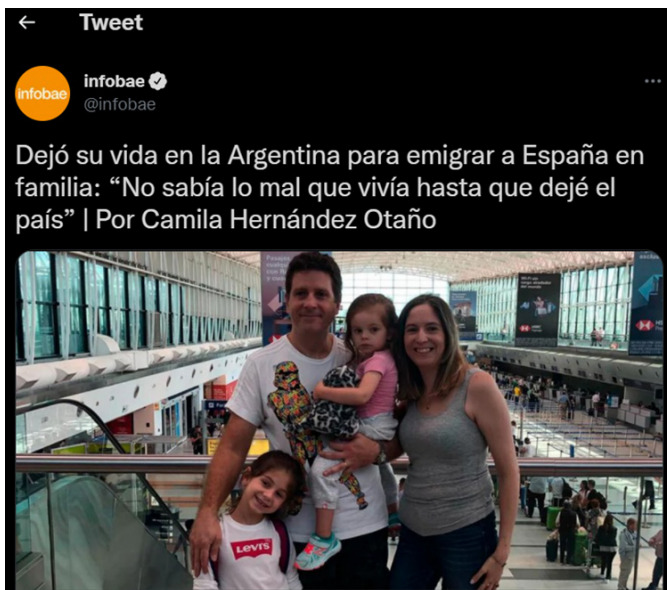 Tweet
infobae
infobae
@infobae
Dejó su vida en la Argentina para emigrar a España en
familia: “No sabía lo mal que vivía hasta que dejé el
país” | Por Camila Hernández Otaño
LEVI'S